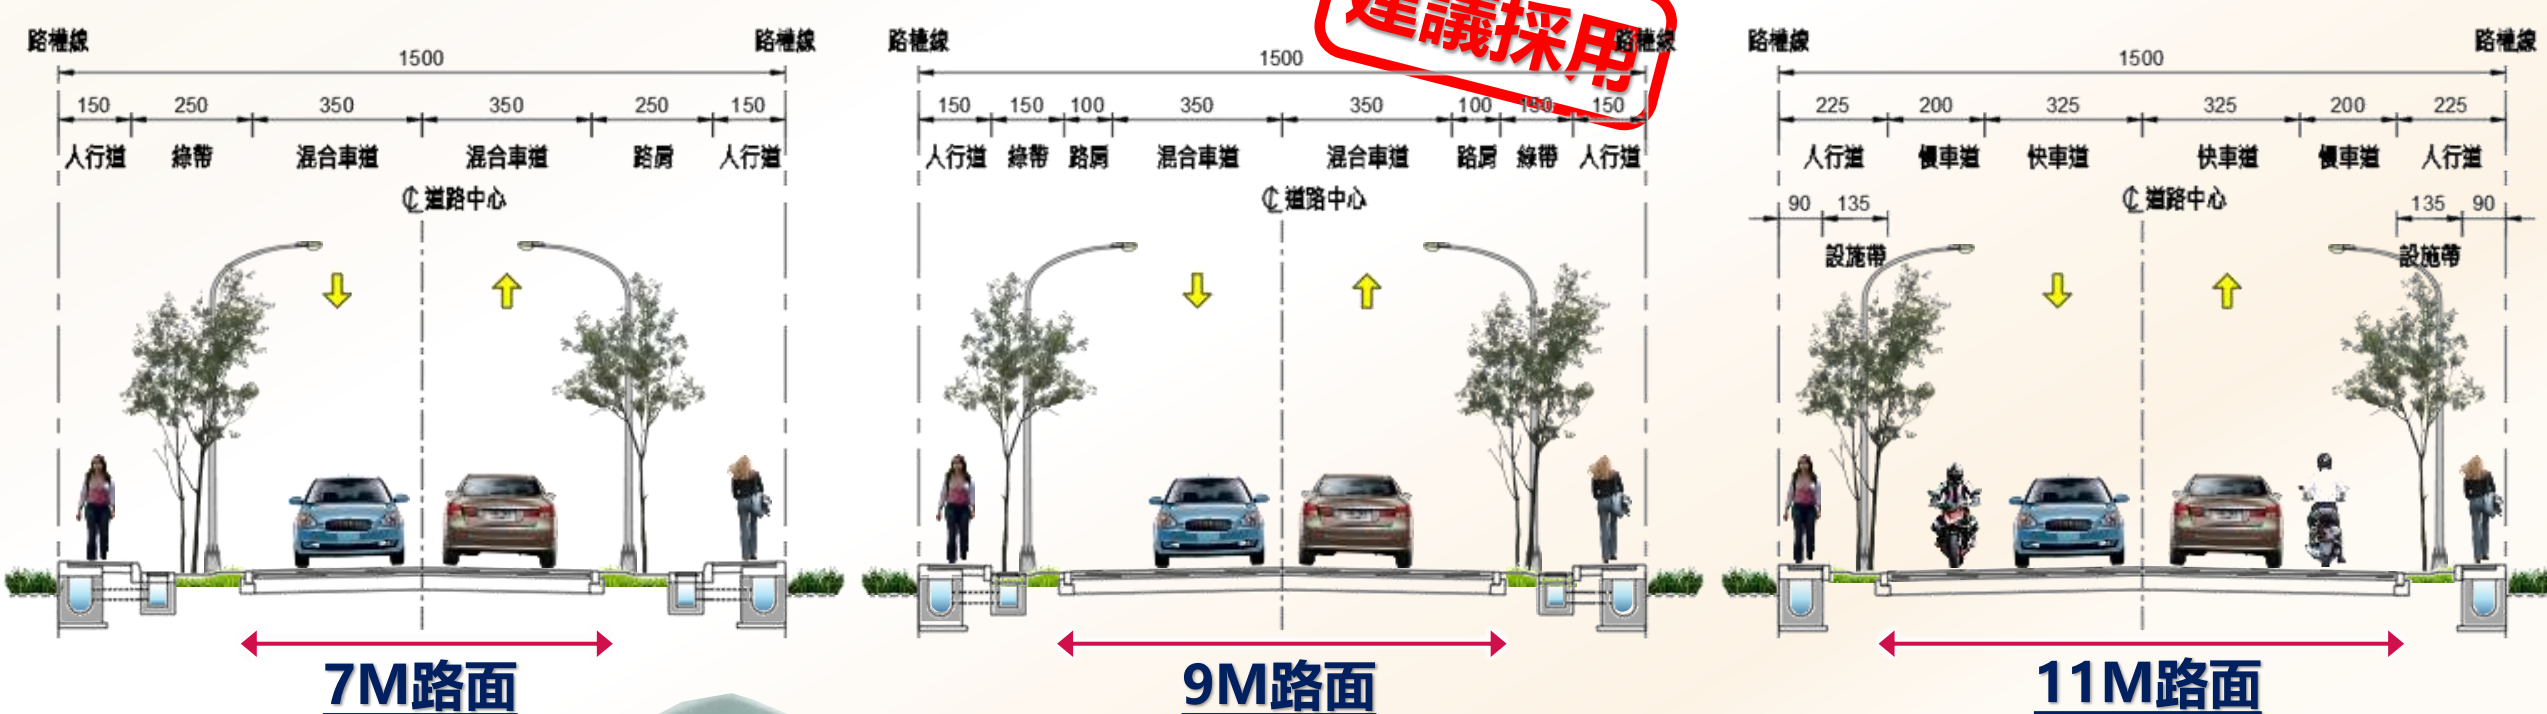 建議採用
路權線 路權線
1500
150 250 350 350 250 150
人行道 綠帶 混合車道 混合車道 路肩 人行道
℄ 道路中心
7M路面
路權線 路權線
1500
150 150 100 350 350 100 150 150
人行道 綠帶 路肩 混合車道 混合車道 路肩 綠帶 人行道
℄ 道路中心
9M路面
路權線 路權線
1500
225 200 325 325 200 225
人行道 慢車道 快車道 快車道 慢車道 人行道
℄ 道路中心
90 135 135 90
設施帶 設施帶
11M路面